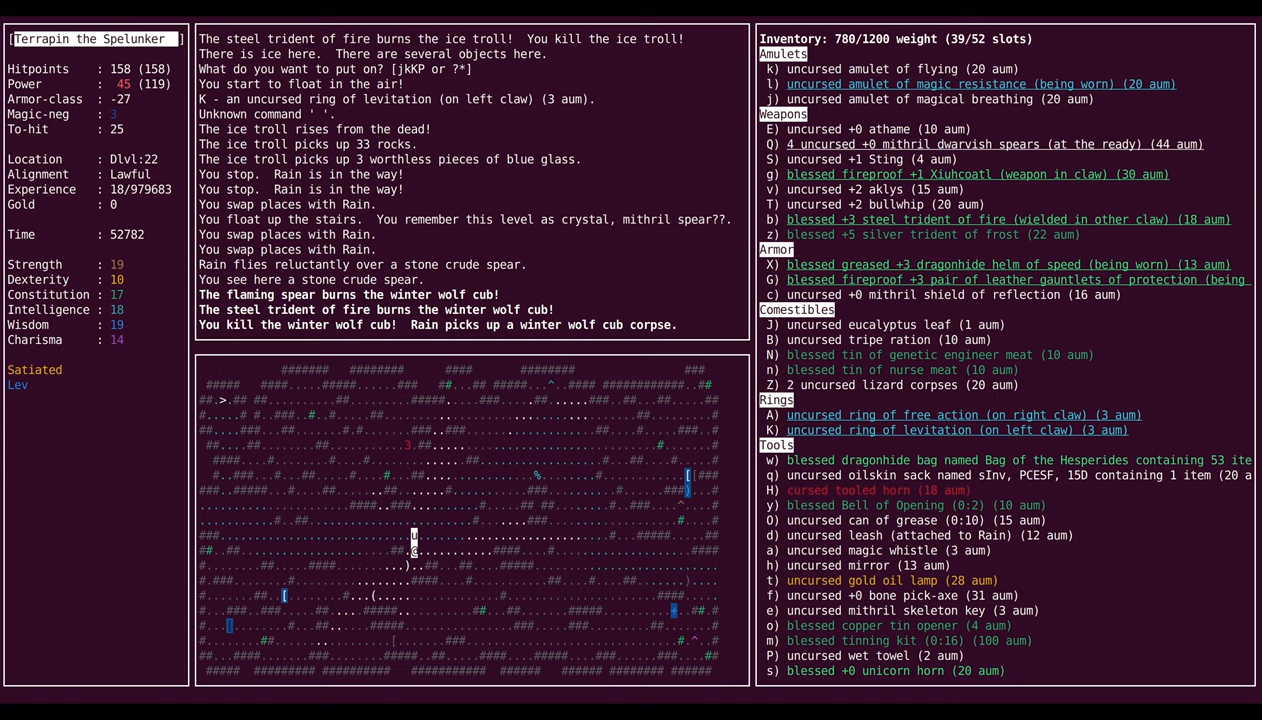 [Terrapin the Spelunker ]
Hitpoints : 158 (158)
Power : 45 (119)
Armor-class : -27
Magic-neg : 3
To-hit : 25
Location : Dlvl:22
Alignment : Lawful
Experience : 18/979683
Gold : 0
Time : 52782
Strength : 19
Dexterity : 10
Constitution : 17
Intelligence : 18
Wisdom : 19
Charisma : 14
Satiated
Lev
The steel trident of fire burns the ice troll! You kill the ice troll!
There is ice here. There are several objects here.
What do you want to put on? [jkKP or ?*]
You start to float in the air!
K - an uncursed ring of levitation (on left claw) (3 aum).
Unknown command ' '.
The ice troll rises from the dead!
The ice troll picks up 33 rocks.
The ice troll picks up 3 worthless pieces of blue glass.
You stop. Rain is in the way!
You stop. Rain is in the way!
You swap places with Rain.
You float up the stairs. You remember this level as crystal, mithril spear??.
You swap places with Rain.
You swap places with Rain.
Rain flies reluctantly over a stone crude spear.
You see here a stone crude spear.
The flaming spear burns the winter wolf cub!
The steel trident of fire burns the winter wolf cub!
You kill the winter wolf cub! Rain picks up a winter wolf cub corpse.
Inventory: 780/1200 weight (39/52 slots)
Amulets
k) uncursed amulet of flying (20 aum)
l) uncursed amulet of magic resistance (being worn) (20 aum)
j) uncursed amulet of magical breathing (20 aum)
Weapons
E) uncursed +0 athame (10 aum)
Q) 4 uncursed +0 mithril dwarvish spears (at the ready) (44 aum)
S) uncursed +1 Sting (4 aum)
g) blessed fireproof +1 Xiuhcoatl (weapon in claw) (30 aum)
v) uncursed +2 aklys (15 aum)
T) uncursed +2 bullwhip (20 aum)
b) blessed +3 steel trident of fire (wielded in other claw) (18 aum)
z) blessed +5 silver trident of frost (22 aum)
Armor
X) blessed greased +3 dragonhide helm of speed (being worn) (13 aum)
G) blessed fireproof +3 pair of leather gauntlets of protection (being
c) uncursed +0 mithril shield of reflection (16 aum)
Comestibles
J) uncursed eucalyptus leaf (1 aum)
B) uncursed tripe ration (10 aum)
N) blessed tin of genetic engineer meat (10 aum)
n) blessed tin of nurse meat (10 aum)
Z) 2 uncursed lizard corpses (20 aum)
Rings
A) uncursed ring of free action (on right claw) (3 aum)
K) uncursed ring of levitation (on left claw) (3 aum)
Tools
w) blessed dragonhide bag named Bag of the Hesperides containing 53 ite
q) uncursed oilskin sack named sInv, PCESF, 15D containing 1 item (20 a
H) cursed tooled horn (18 aum)
y) blessed Bell of Opening (0:2) (10 aum)
O) uncursed can of grease (0:10) (15 aum)
d) uncursed leash (attached to Rain) (12 aum)
a) uncursed magic whistle (3 aum)
h) uncursed mirror (13 aum)
t) uncursed gold oil lamp (28 aum)
f) uncursed +0 bone pick-axe (31 aum)
e) uncursed mithril skeleton key (3 aum)
o) blessed copper tin opener (4 aum)
m) blessed tinning kit (0:16) (100 aum)
P) uncursed wet towel (2 aum)
s) blessed +0 unicorn horn (20 aum)